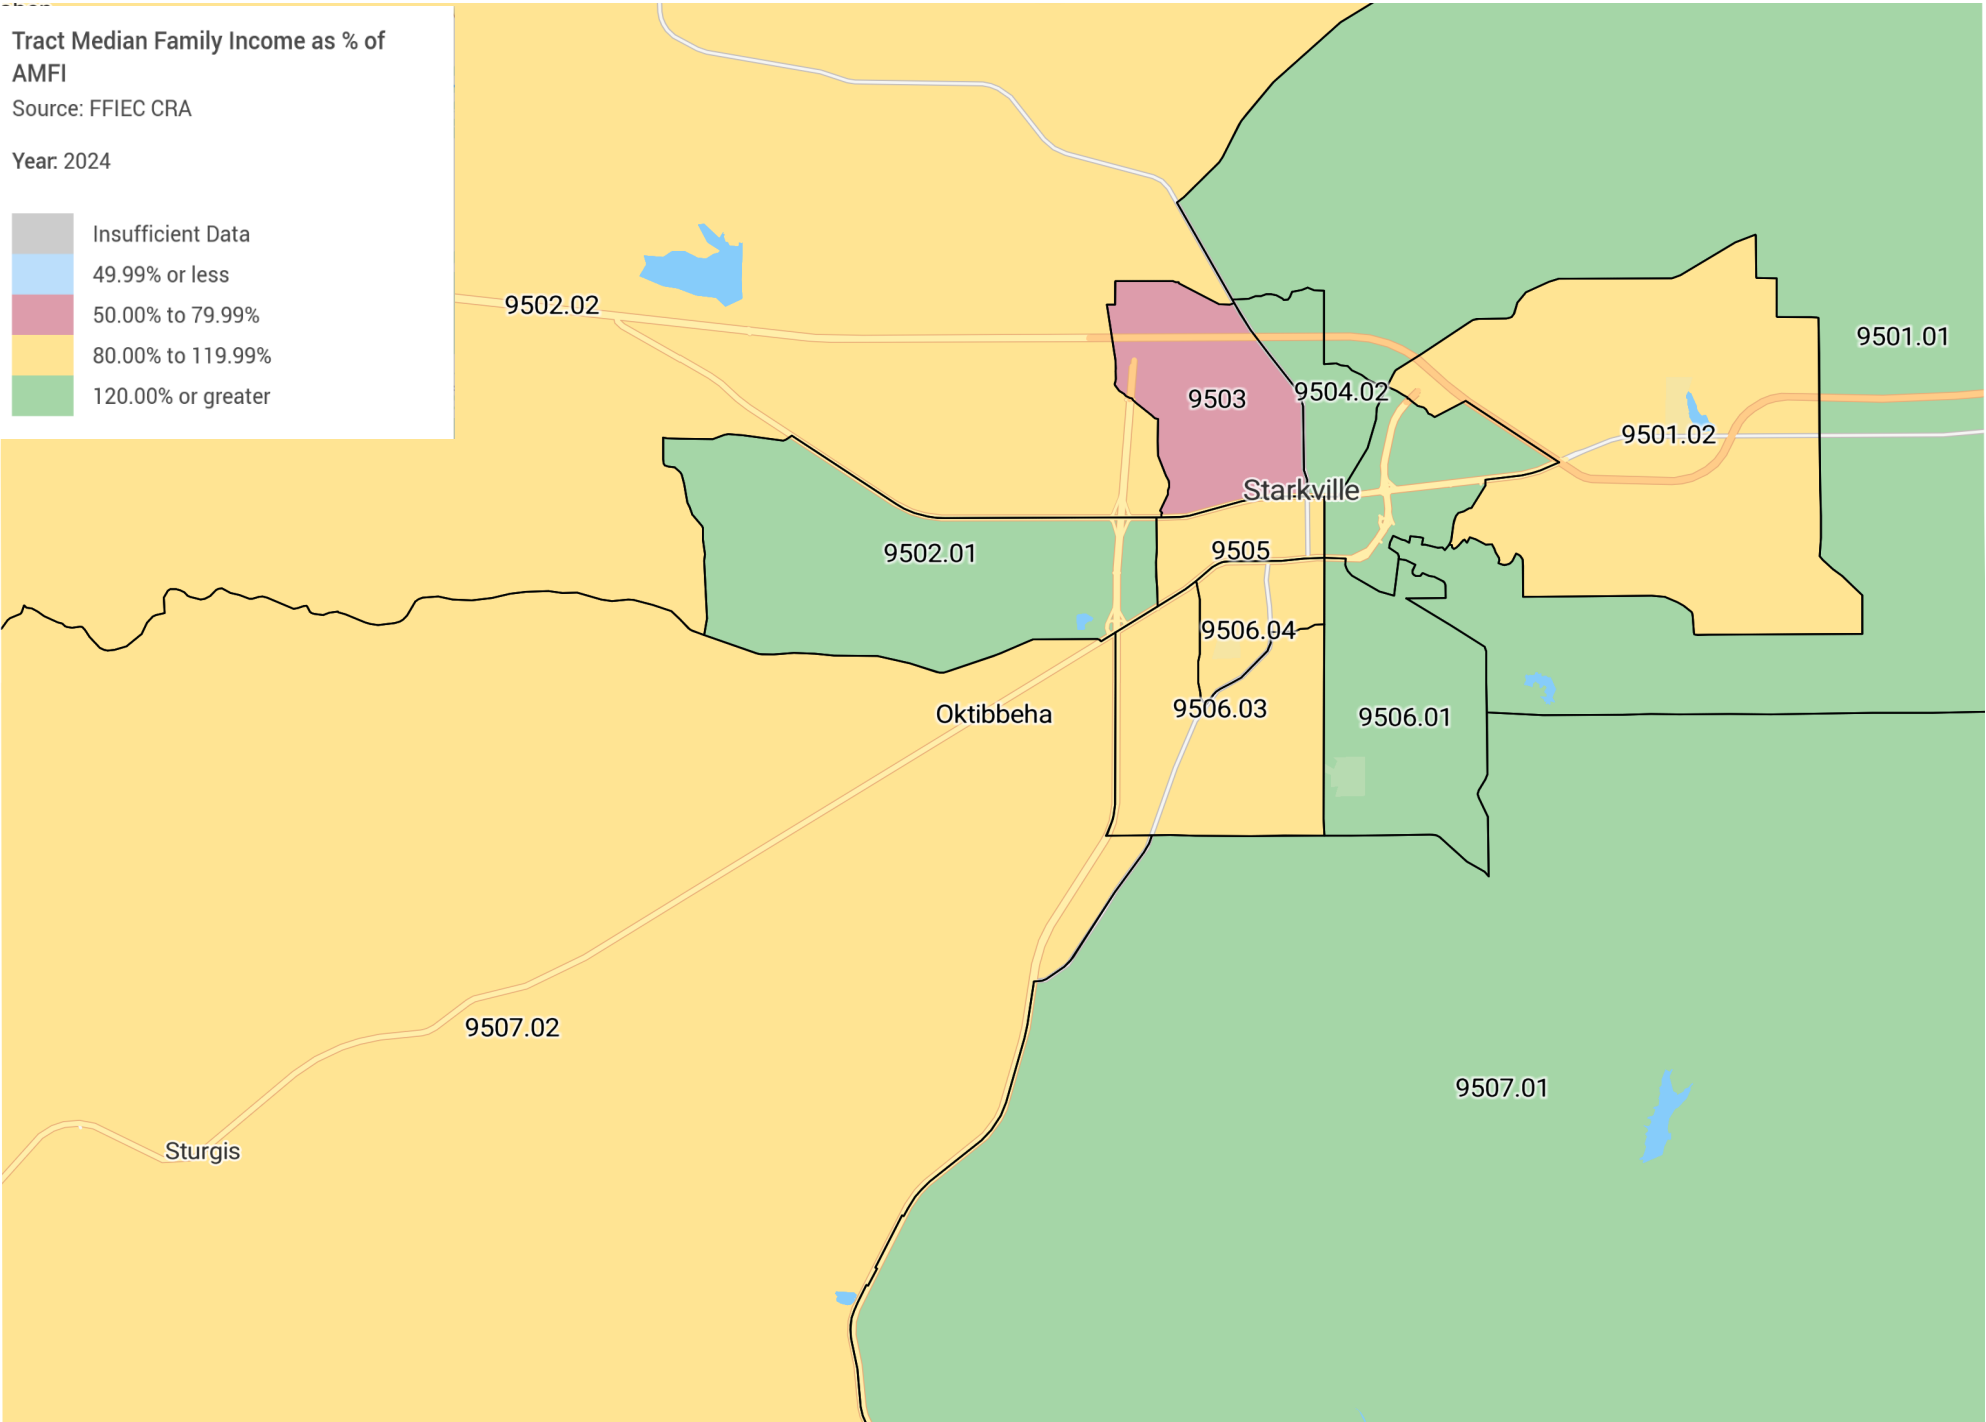 Tract Median Family Income as % of
AMFI
Source: FFIEC CRA
Year: 2024
Insufficient Data
49.99% or less
50.00% to 79.99%
80.00% to 119.99%
120.00% or greater
9502.02
9501.01
9503
9504.02
9501.02
Starkville
9502.01
9505
9506.04
9506.03
Oktibbeha
9506.01
9507.02
9507.01
Sturgis